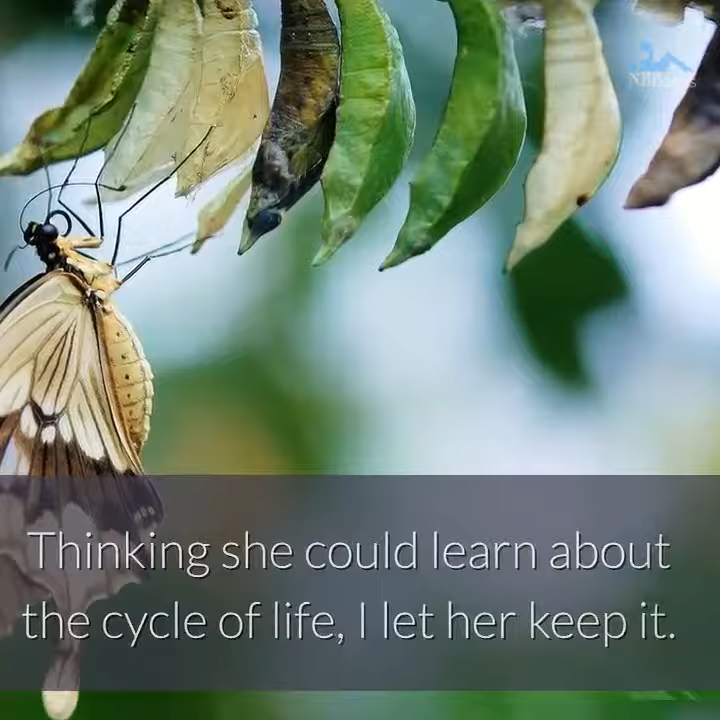 Thinking she could learn about
the cycle of life, I let her keep it.